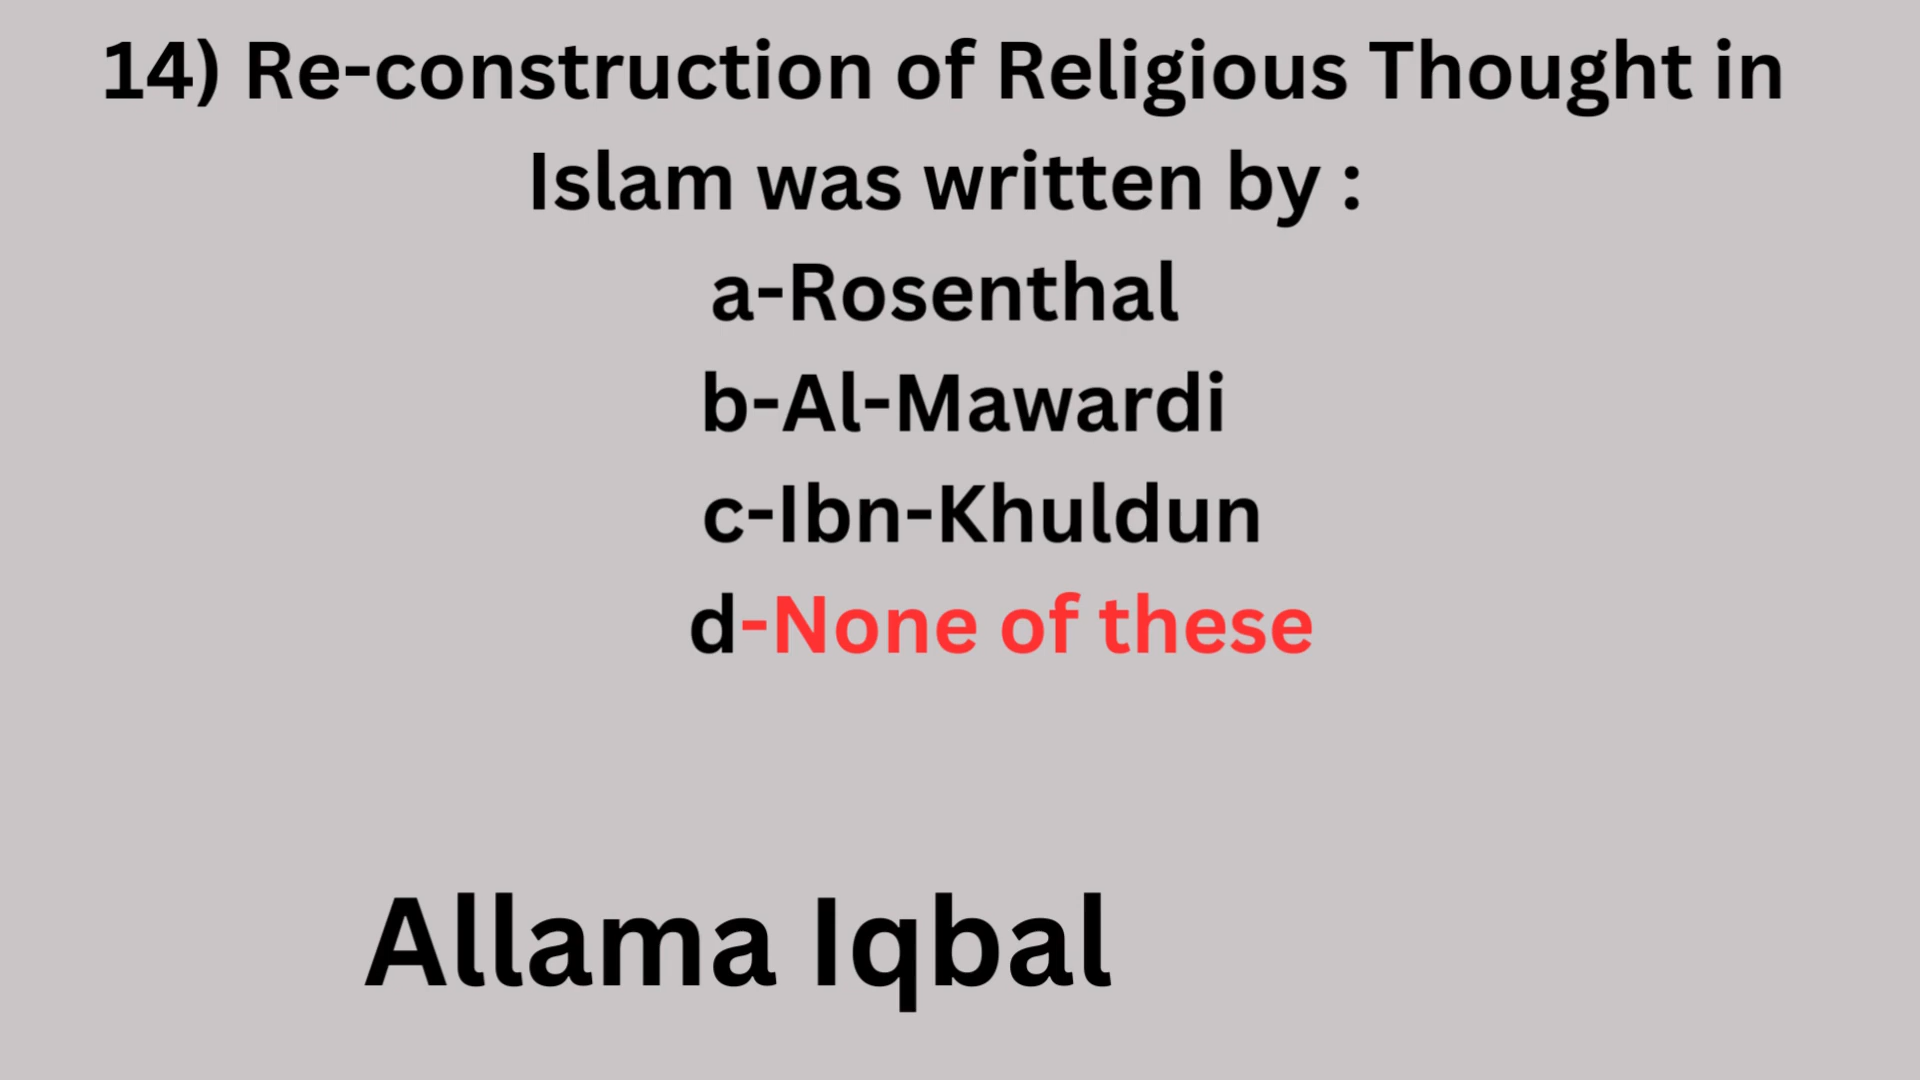 14) Re-construction of Religious Thought in
Islam was written by :
a-Rosenthal
b-Al-Mawardi
c-Ibn-Khuldun
d-None of these
Allama Iqbal